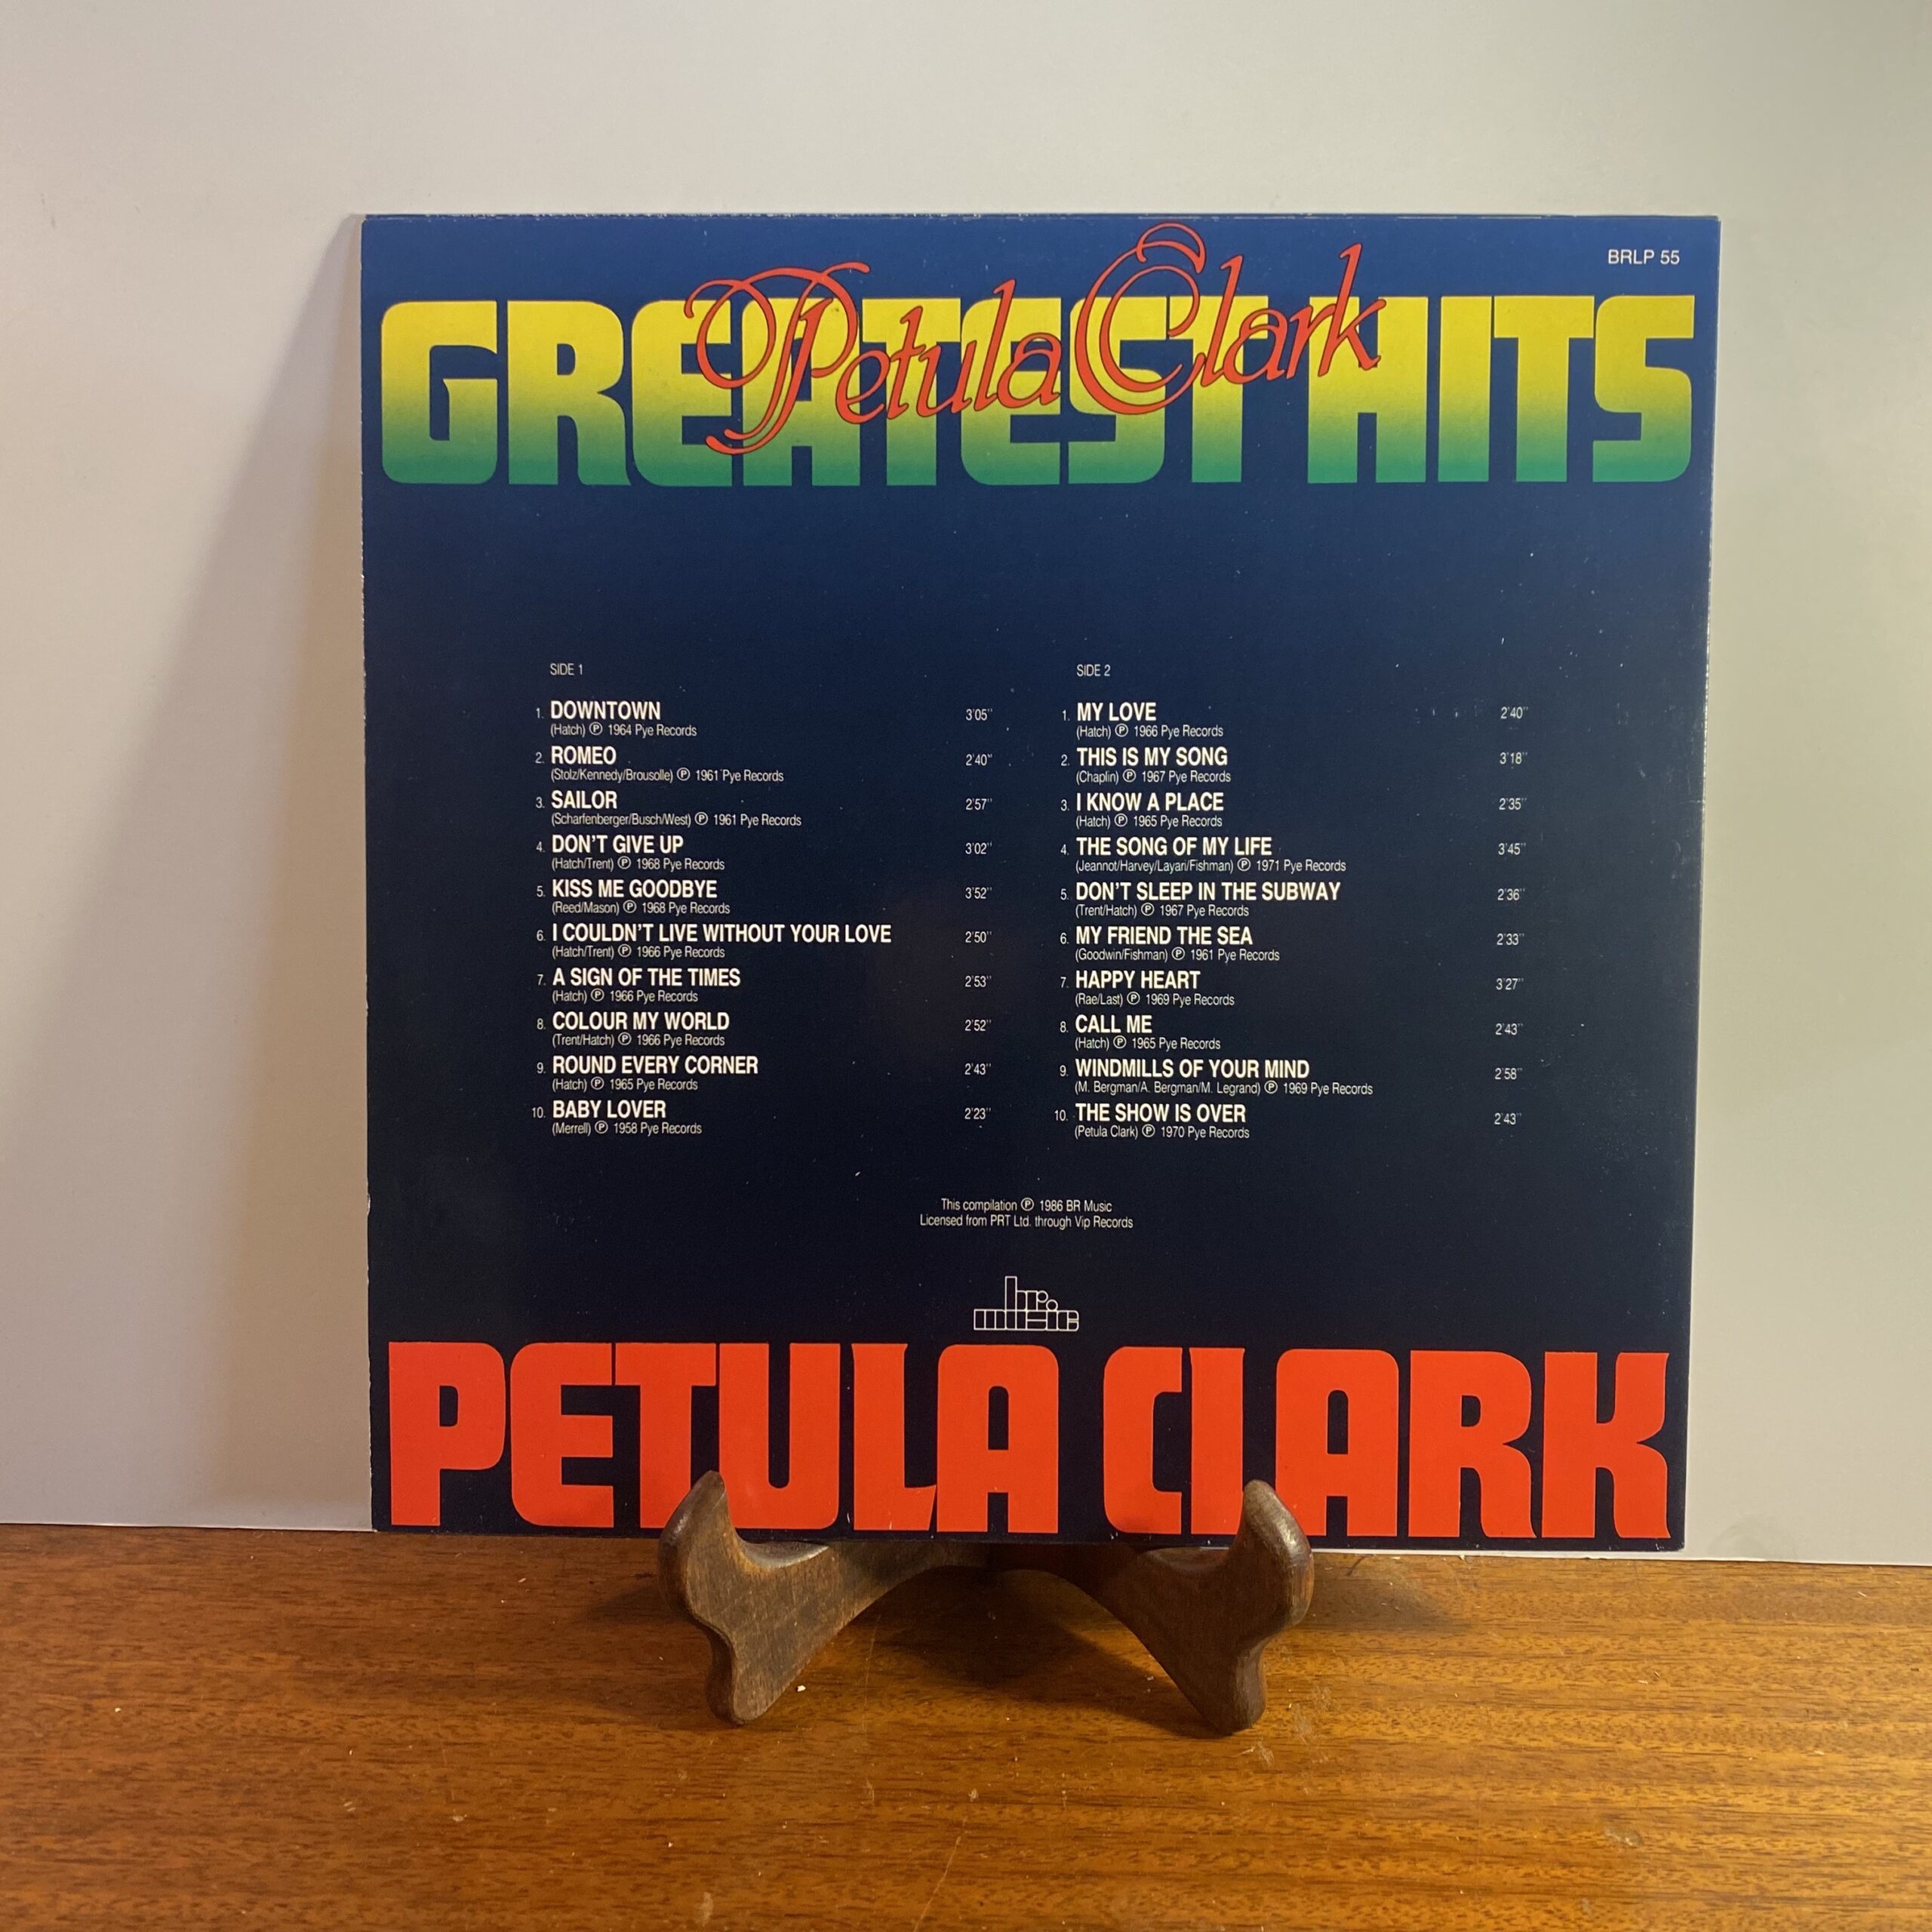 BRLP 55
GREATEST HITS
Petula Clark
SIDE 1
1. DOWNTOWN 3'05''
(Hatch) ℗ 1964 Pye Records
2. ROMEO 2'40''
(Stolz/Kennedy/Brousolle) ℗ 1961 Pye Records
3. SAILOR 2'57''
(Scharfenberger/Busch/West) ℗ 1961 Pye Records
4. DON'T GIVE UP 3'02''
(Hatch/Trent) ℗ 1968 Pye Records
5. KISS ME GOODBYE 3'52''
(Reed/Mason) ℗ 1968 Pye Records
6. I COULDN'T LIVE WITHOUT YOUR LOVE 2'50''
(Hatch/Trent) ℗ 1966 Pye Records
7. A SIGN OF THE TIMES 2'53''
(Hatch) ℗ 1966 Pye Records
8. COLOUR MY WORLD 2'52''
(Trent/Hatch) ℗ 1966 Pye Records
9. ROUND EVERY CORNER 2'43''
(Hatch) ℗ 1965 Pye Records
10. BABY LOVER 2'23''
(Merrell) ℗ 1958 Pye Records
SIDE 2
1. MY LOVE 2'40''
(Hatch) ℗ 1966 Pye Records
2. THIS IS MY SONG 3'18''
(Chaplin) ℗ 1967 Pye Records
3. I KNOW A PLACE 2'35''
(Hatch) ℗ 1965 Pye Records
4. THE SONG OF MY LIFE 3'45''
(Jeannot/Harvey/Layari/Fishman) ℗ 1971 Pye Records
5. DON'T SLEEP IN THE SUBWAY 2'36''
(Trent/Hatch) ℗ 1967 Pye Records
6. MY FRIEND THE SEA 2'33''
(Goodwin/Fishman) ℗ 1961 Pye Records
7. HAPPY HEART 3'27''
(Rae/Last) ℗ 1969 Pye Records
8. CALL ME 2'43''
(Hatch) ℗ 1965 Pye Records
9. WINDMILLS OF YOUR MIND 2'58''
(M. Bergman/A. Bergman/M. Legrand) ℗ 1969 Pye Records
10. THE SHOW IS OVER 2'43''
(Petula Clark) ℗ 1970 Pye Records
This compilation ℗ 1986 BR Music
Licensed from PRT Ltd. through Vip Records
br.
music
PETULA CLARK